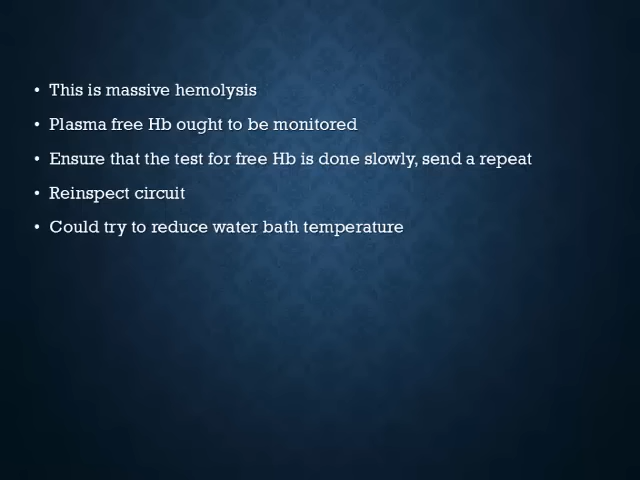 • This is massive hemolysis
• Plasma free Hb ought to be monitored
• Ensure that the test for free Hb is done slowly, send a repeat
• Reinspect circuit
• Could try to reduce water bath temperature